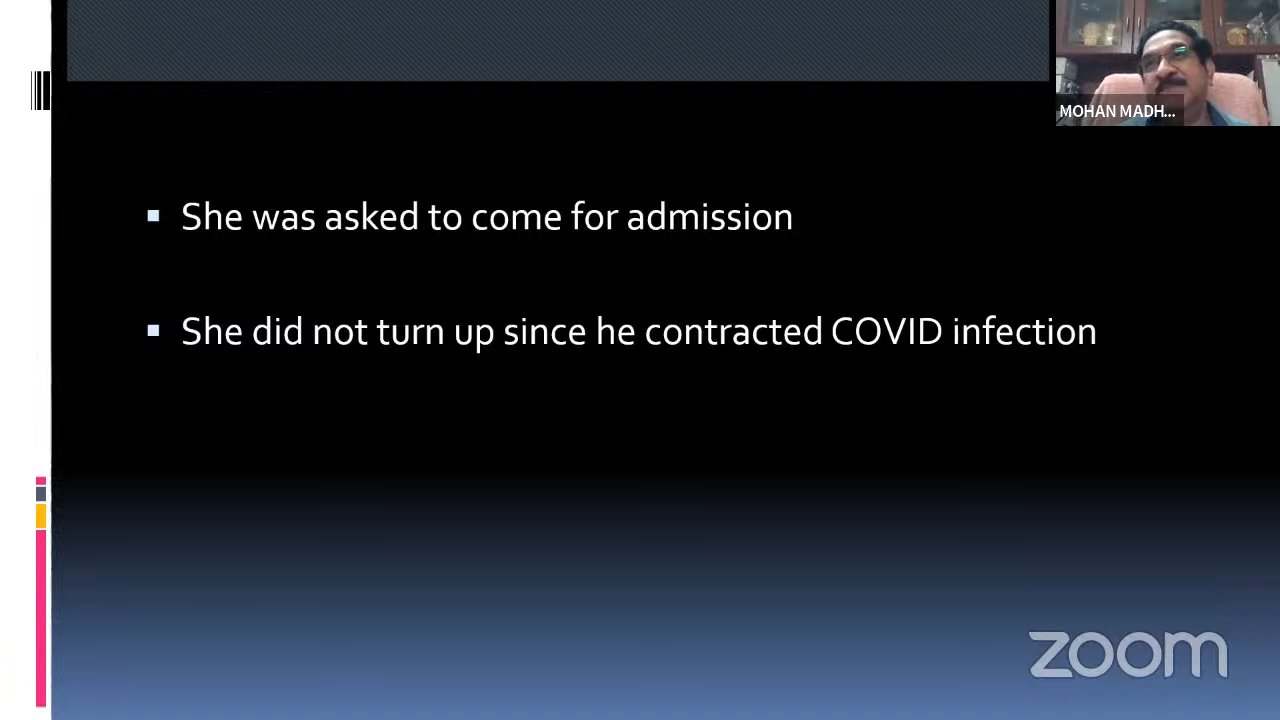 MOHAN MADH...
She was asked to come for admission
She did not turn up since he contracted COVID infection
zoom